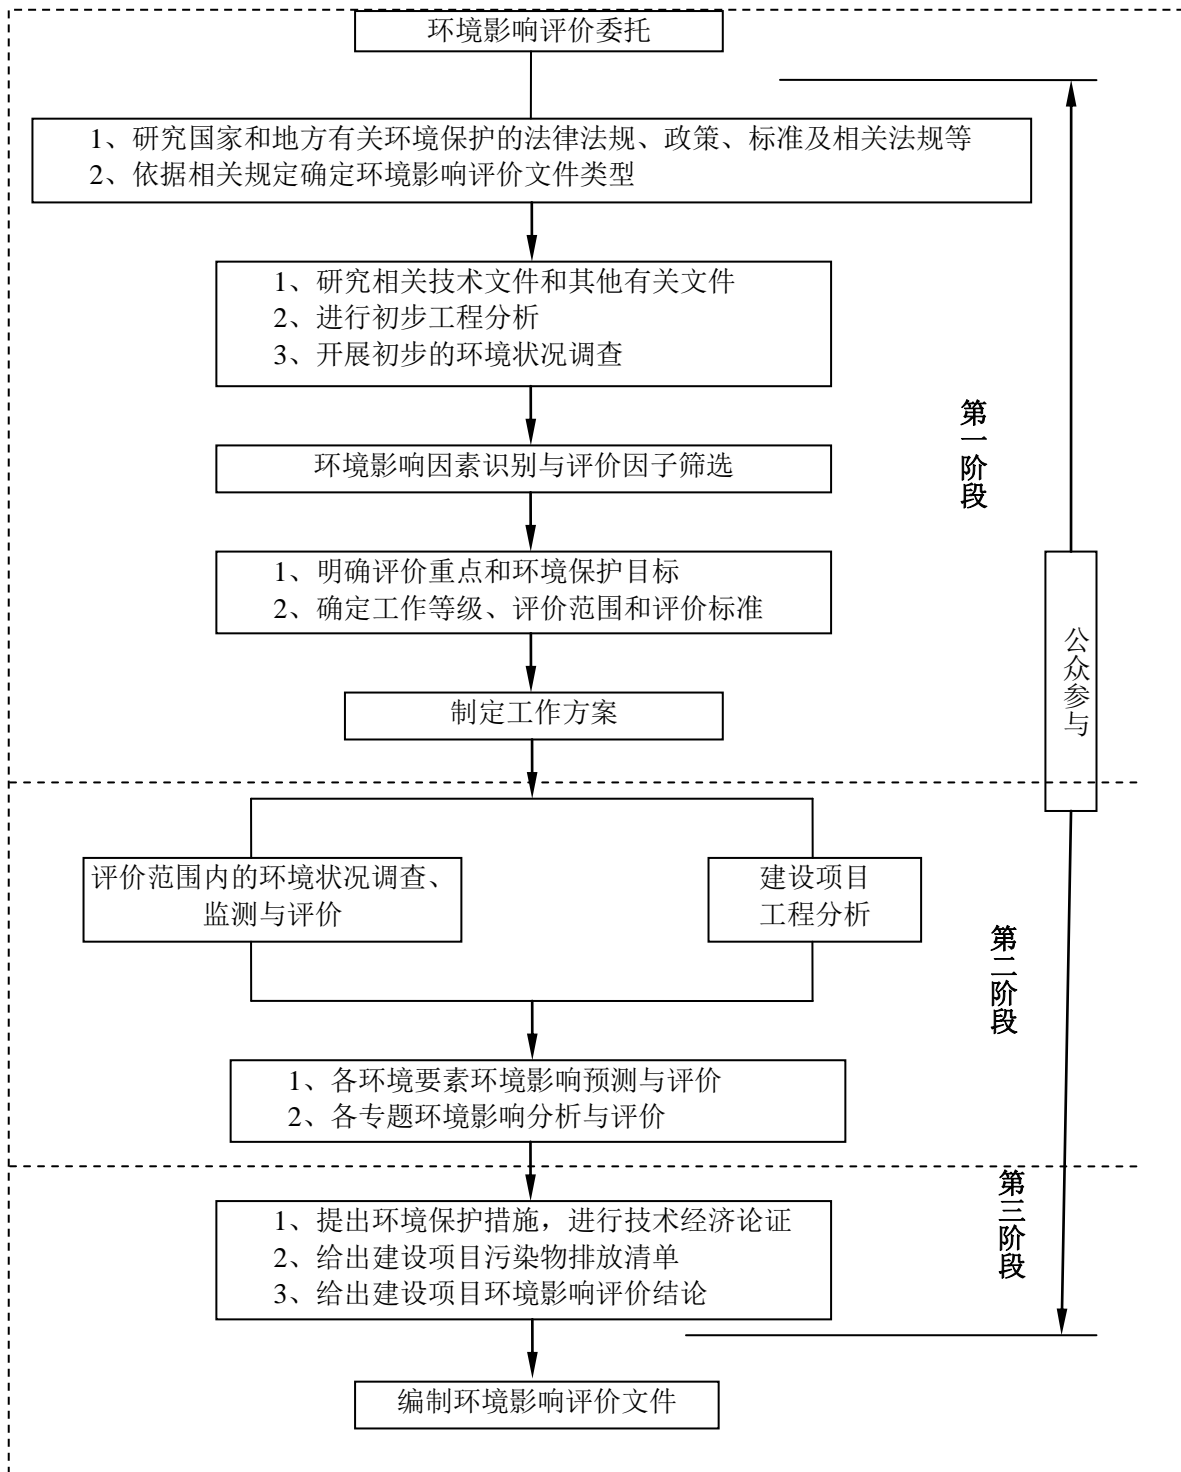 环境影响评价委托
1、研究国家和地方有关环境保护的法律法规、政策、标准及相关法规等
2、依据相关规定确定环境影响评价文件类型
1、研究相关技术文件和其他有关文件
2、进行初步工程分析
3、开展初步的环境状况调查
环境影响因素识别与评价因子筛选
1、明确评价重点和环境保护目标
2、确定工作等级、评价范围和评价标准
制定工作方案
第一阶段
公众参与
评价范围内的环境状况调查、
监测与评价
建设项目
工程分析
第二阶段
1、各环境要素环境影响预测与评价
2、各专题环境影响分析与评价
第三阶段
1、提出环境保护措施，进行技术经济论证
2、给出建设项目污染物排放清单
3、给出建设项目环境影响评价结论
编制环境影响评价文件